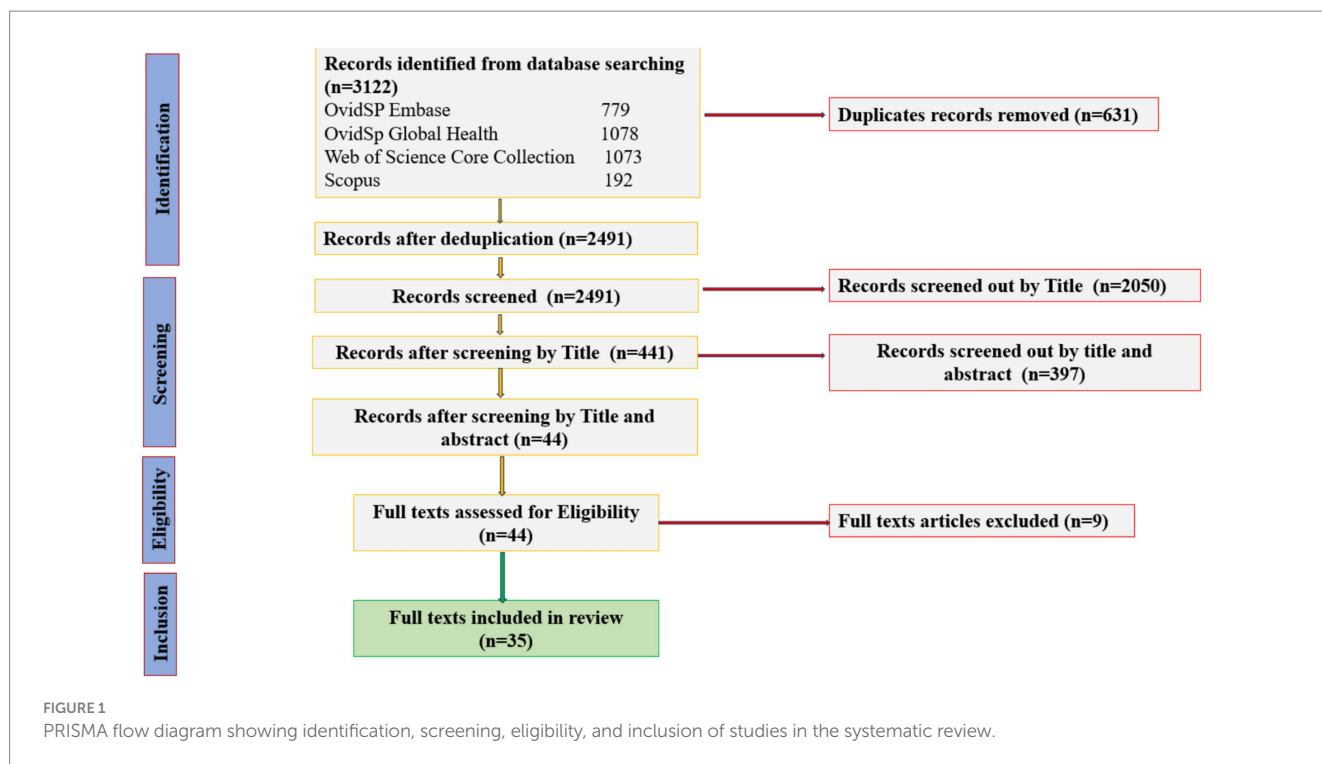 Identification
Records identified from database searching
(n=3122)
OvidSP Embase 779
OvidSp Global Health 1078
Web of Science Core Collection 1073
Scopus 192
Duplicates records removed (n=631)
Records after deduplication (n=2491)
Screening
Records screened (n=2491)
Records screened out by Title (n=2050)
Records after screening by Title (n=441)
Records screened out by title and
abstract (n=397)
Records after screening by Title and
abstract (n=44)
Eligibility
Full texts assessed for Eligibility
(n=44)
Full texts articles excluded (n=9)
Inclusion
Full texts included in review
(n=35)
FIGURE 1
PRISMA flow diagram showing identification, screening, eligibility, and inclusion of studies in the systematic review.